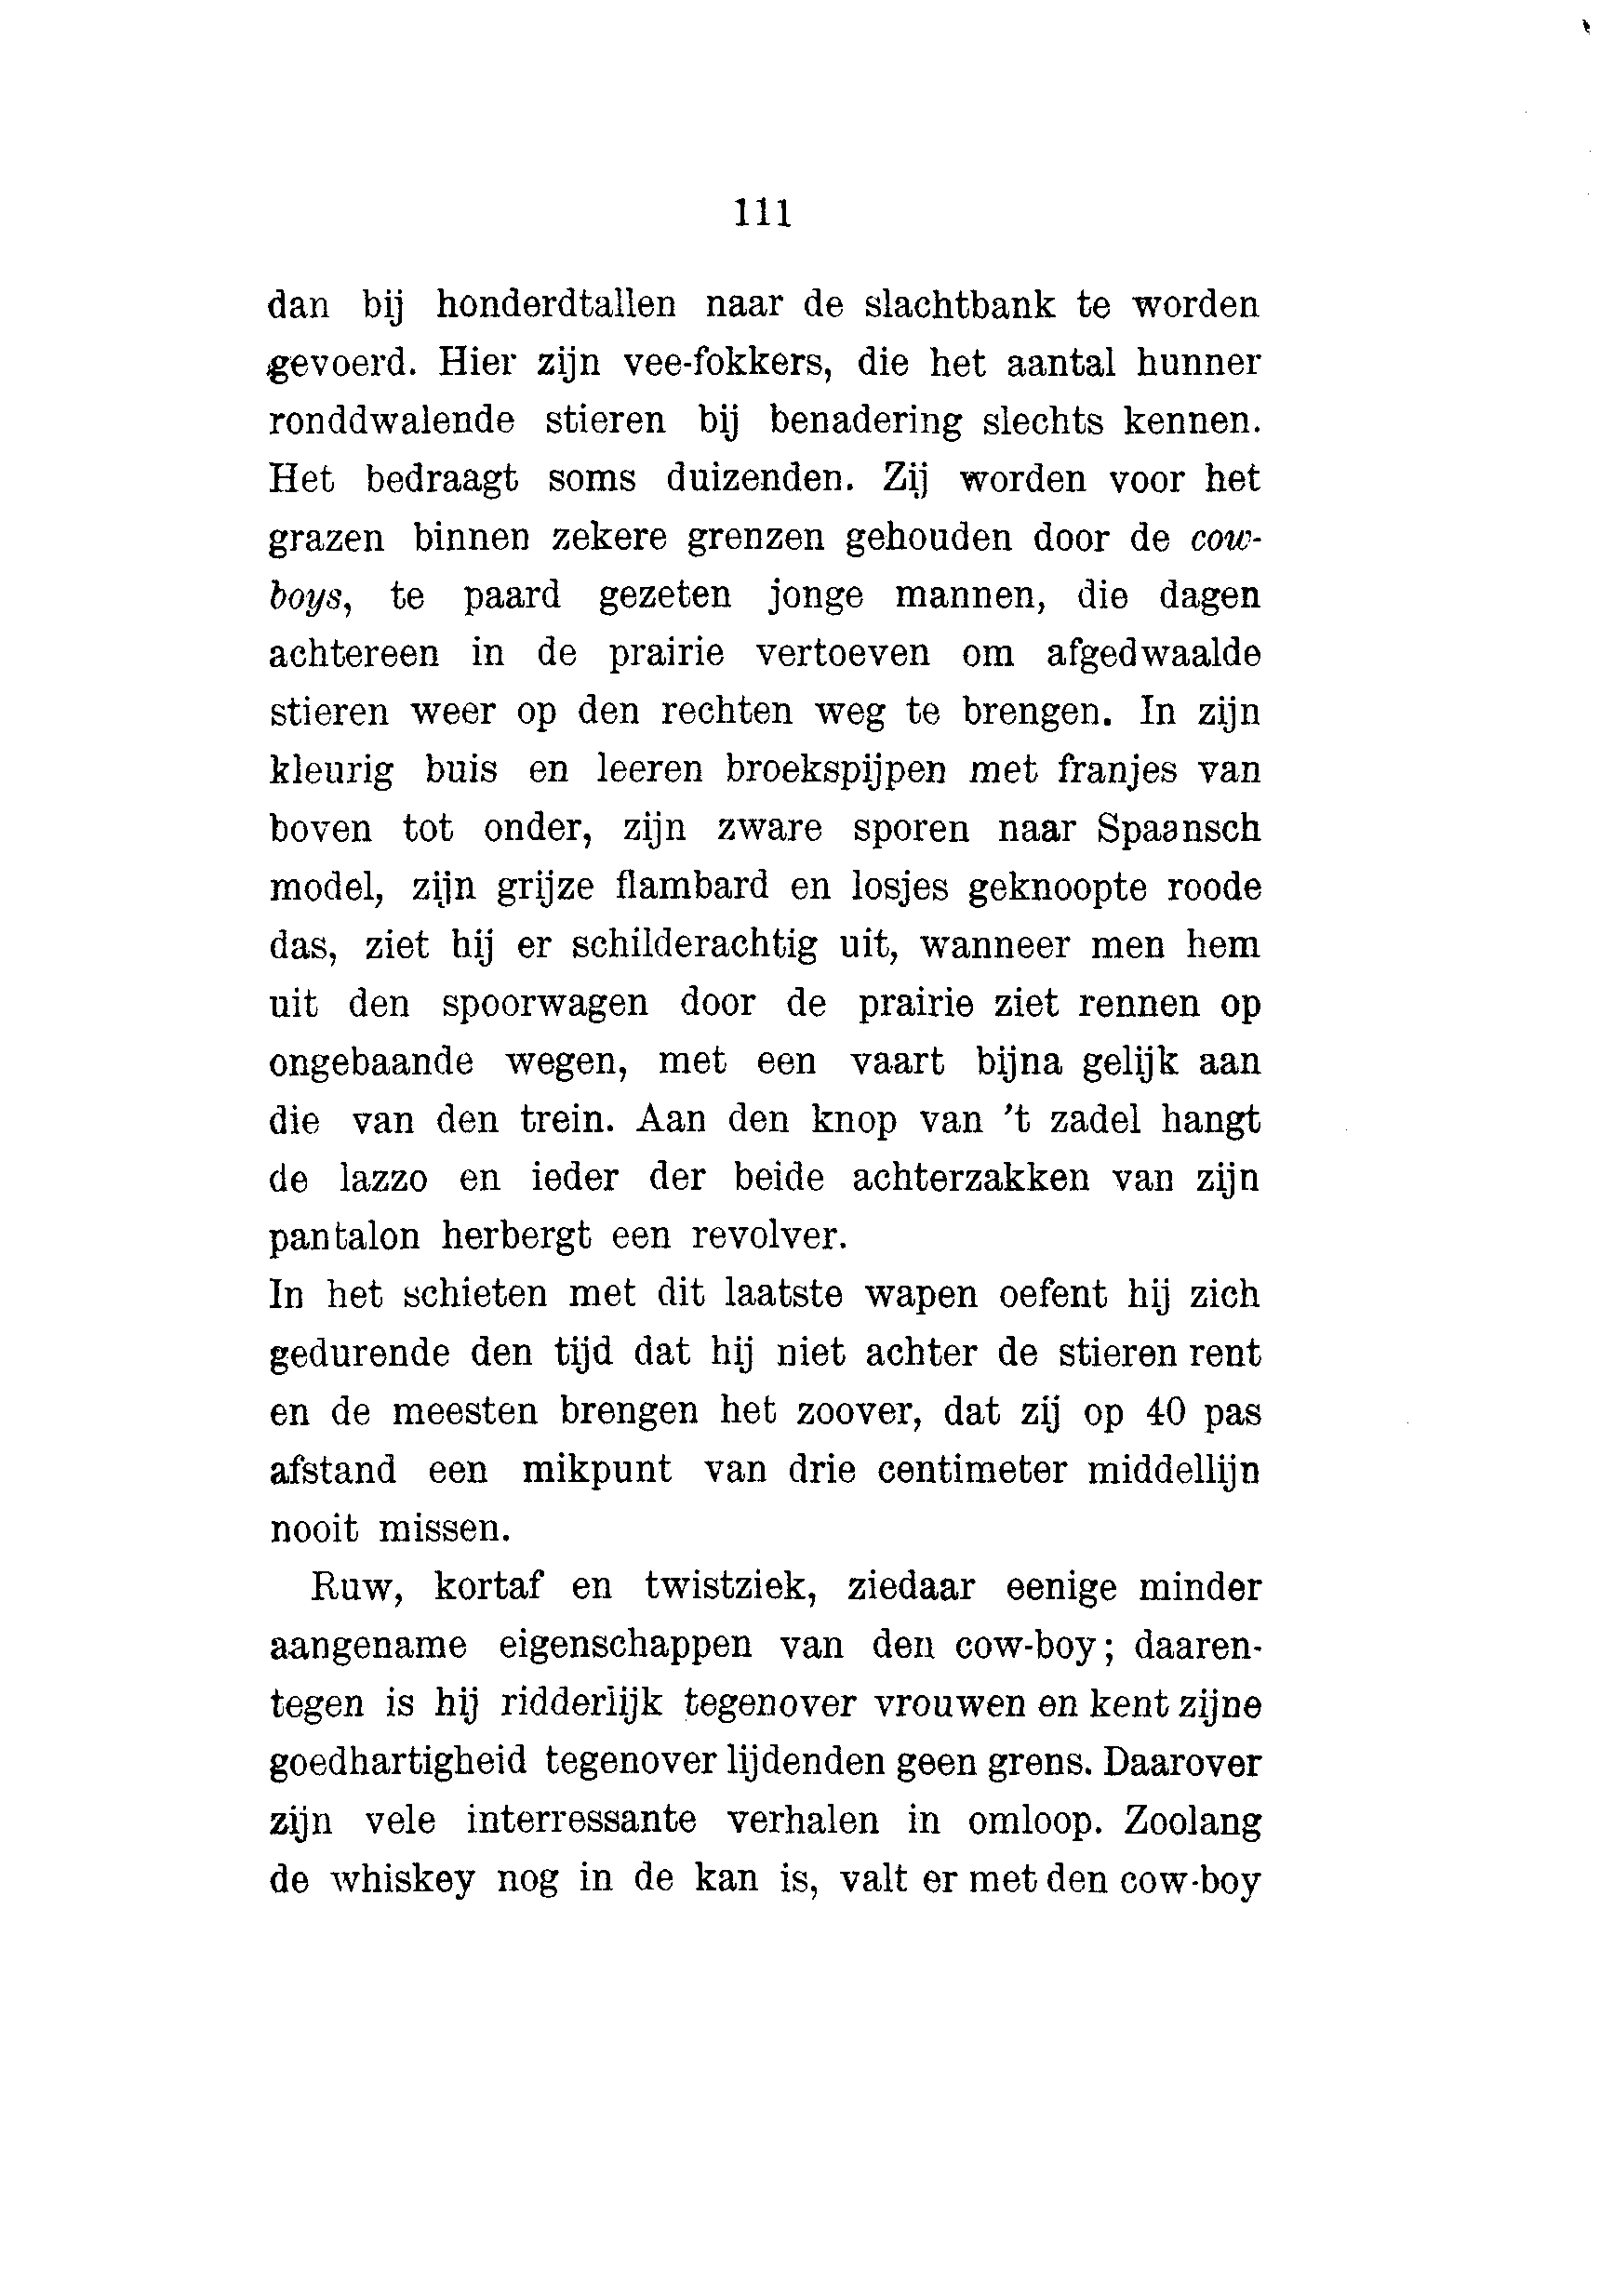 111
dan bij honderdtallen naar de slachtbank te worden
gevoerd. Hier zijn vee-fokkers, die het aantal hunner
ronddwalende stieren bij benadering slechts kennen.
Het bedraagt soms duizenden. Zij worden voor het
grazen binnen zekere grenzen gehouden door de cow-
boys, te paard gezeten jonge mannen, die dagen
achtereen in de prairie vertoeven om afgedwaalde
stieren weer op den rechten weg te brengen. In zijn
kleurig buis en leeren broekspijpen met franjes van
boven tot onder, zijn zware sporen naar Spaansch
model, zijn grijze flambard en losjes geknoopte roode
das, ziet hij er schilderachtig uit, wanneer men hem
uit den spoorwagen door de prairie ziet rennen op
ongebaande wegen, met een vaart bijna gelijk aan
die van den trein. Aan den knop van 't zadel hangt
de lazzo en ieder der beide achterzakken van zijn
pantalon herbergt een revolver.
In het schieten met dit laatste wapen oefent hij zich
gedurende den tijd dat hij niet achter de stieren rent
en de meesten brengen het zoover, dat zij op 40 pas
afstand een mikpunt van drie centimeter middellijn
nooit missen.
Ruw, kortaf en twistziek, ziedaar eenige minder
aangename eigenschappen van den cow-boy; daaren-
tegen is hij ridderlijk tegenover vrouwen en kent zijne
goedhartigheid tegenover lijdenden geen grens. Daarover
zijn vele interressante verhalen in omloop. Zoolang
de whiskey nog in de kan is, valt er met den cow-boy